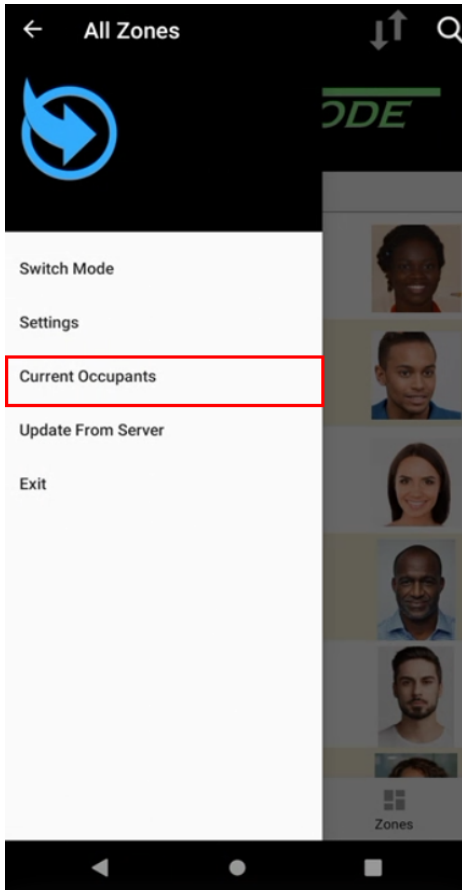 All Zones
ODE
Switch Mode
Settings
Current Occupants
Update From Server
Exit
Zones